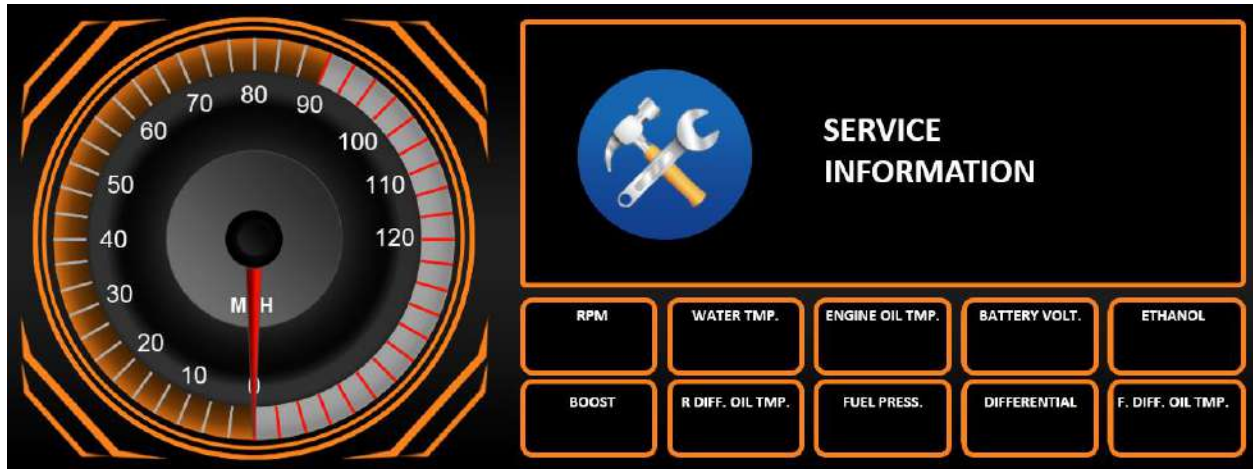 0
10
20
30
40
50
60
70
80
90
100
110
120
M H
SERVICE
INFORMATION
RPM
WATER TMP.
ENGINE OIL TMP.
BATTERY VOLT.
ETHANOL
BOOST
R DIFF. OIL TMP.
FUEL PRESS.
DIFFERENTIAL
F. DIFF. OIL TMP.